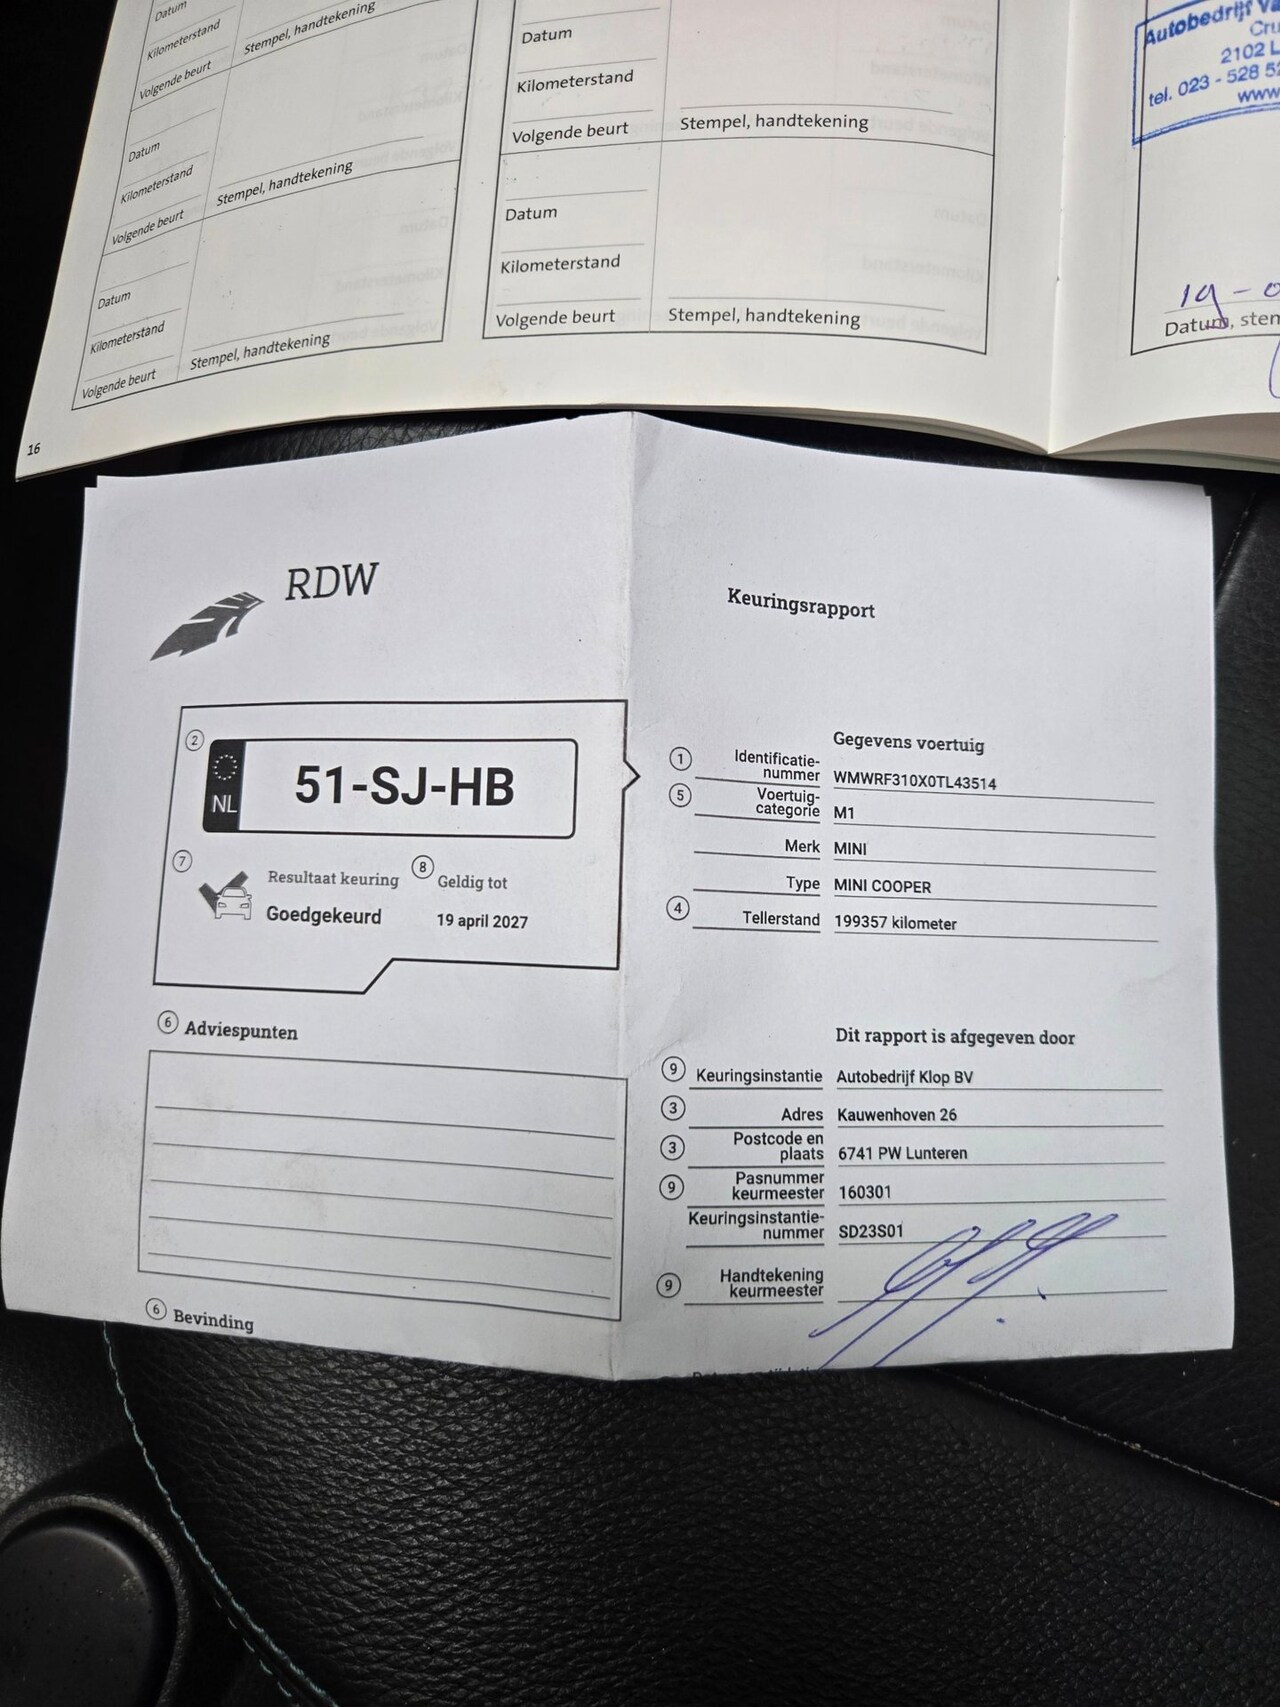 Datum
Kilometerstand
Volgende beurt
Stempel, handtekening
Datum
Kilometerstand
Volgende beurt
Stempel, handtekening
Datum
Kilometerstand
Volgende beurt
Stempel, handtekening
16
Datum
Kilometerstand
Volgende beurt
Stempel, handtekening
Datum
Kilometerstand
Volgende beurt
Stempel, handtekening
Autobedrijf
2102
tel. 023 - 528
www
19 -
Datum,
RDW
Keuringsrapport
2
NL
51-SJ-HB
7
Resultaat keuring
Goedgekeurd
8
Geldig tot
19 april 2027
6 Adviespunten
6 Bevinding
Gegevens voertuig
1 Identificatie-
nummer WMWRF310X0TL43514
5 Voertuig-
categorie M1
Merk MINI
Type MINI COOPER
4 Tellerstand 199357 kilometer
Dit rapport is afgegeven door
9 Keuringsinstantie Autobedrijf Klop BV
3 Adres Kauwenhoven 26
3 Postcode en
plaats 6741 PW Lunteren
9 Pasnummer
keurmeester 160301
Keuringsinstantie-
nummer SD23S01
9 Handtekening
keurmeester